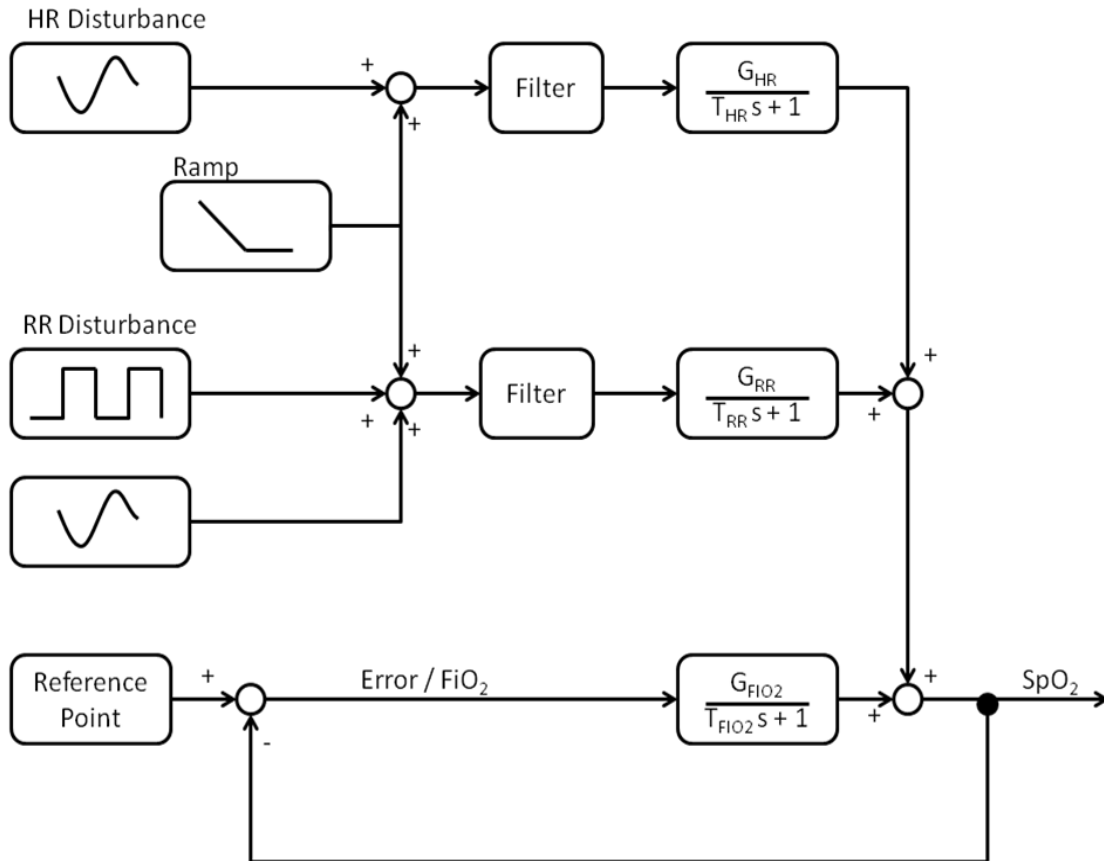 HR Disturbance
+
+
Filter
G_HR
T_HR s + 1
Ramp
RR Disturbance
+
+
+
Filter
G_RR
T_RR s + 1
+
+
Reference
Point
+
-
Error / FiO₂
G_FIO2
T_FIO2 s + 1
+
+
SpO₂